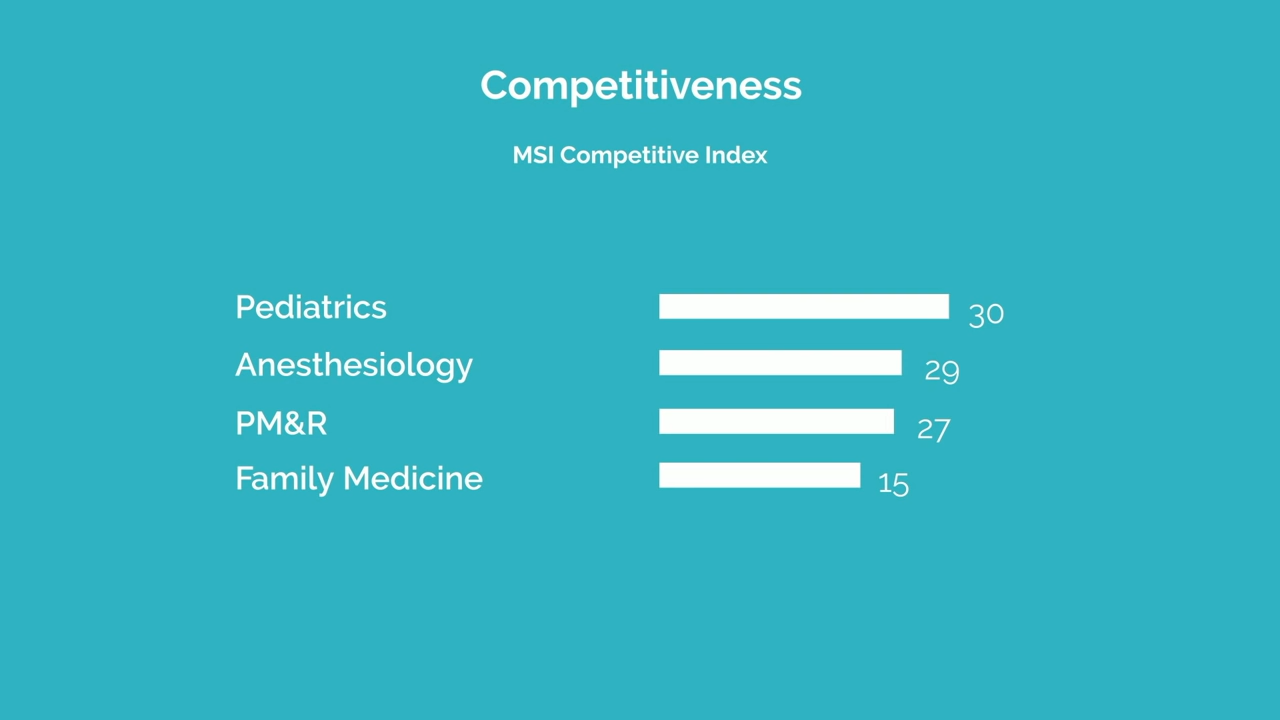 Competitiveness
MSI Competitive Index
Pediatrics 30
Anesthesiology 29
PM&R 27
Family Medicine 15